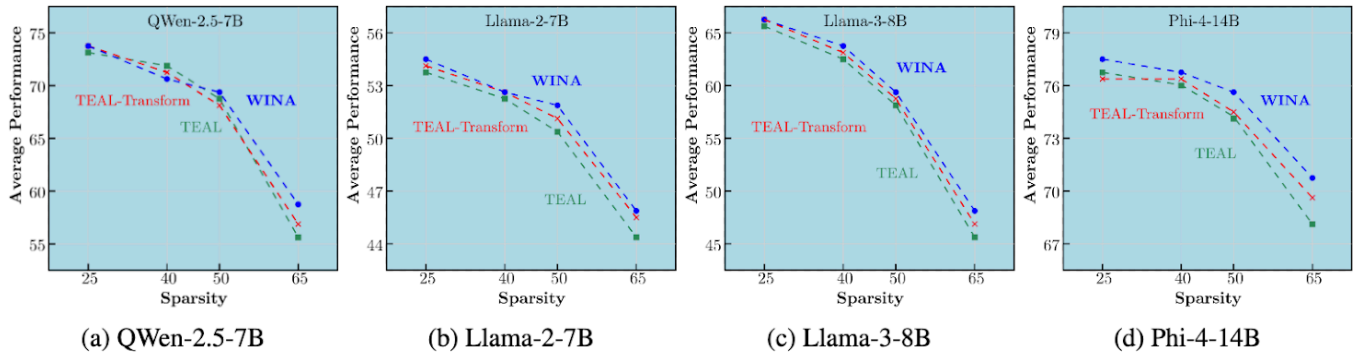 QWen-2.5-7B
75
70
65
60
55
Average Performance
TEAL-Transform
WINA
TEAL
25 40 50 65
Sparsity
(a) QWen-2.5-7B
Llama-2-7B
56
53
50
47
44
Average Performance
WINA
TEAL-Transform
TEAL
25 40 50 65
Sparsity
(b) Llama-2-7B
Llama-3-8B
65
60
55
50
45
Average Performance
WINA
TEAL-Transform
TEAL
25 40 50 65
Sparsity
(c) Llama-3-8B
Phi-4-14B
79
76
73
70
67
Average Performance
WINA
TEAL-Transform
TEAL
25 40 50 65
Sparsity
(d) Phi-4-14B